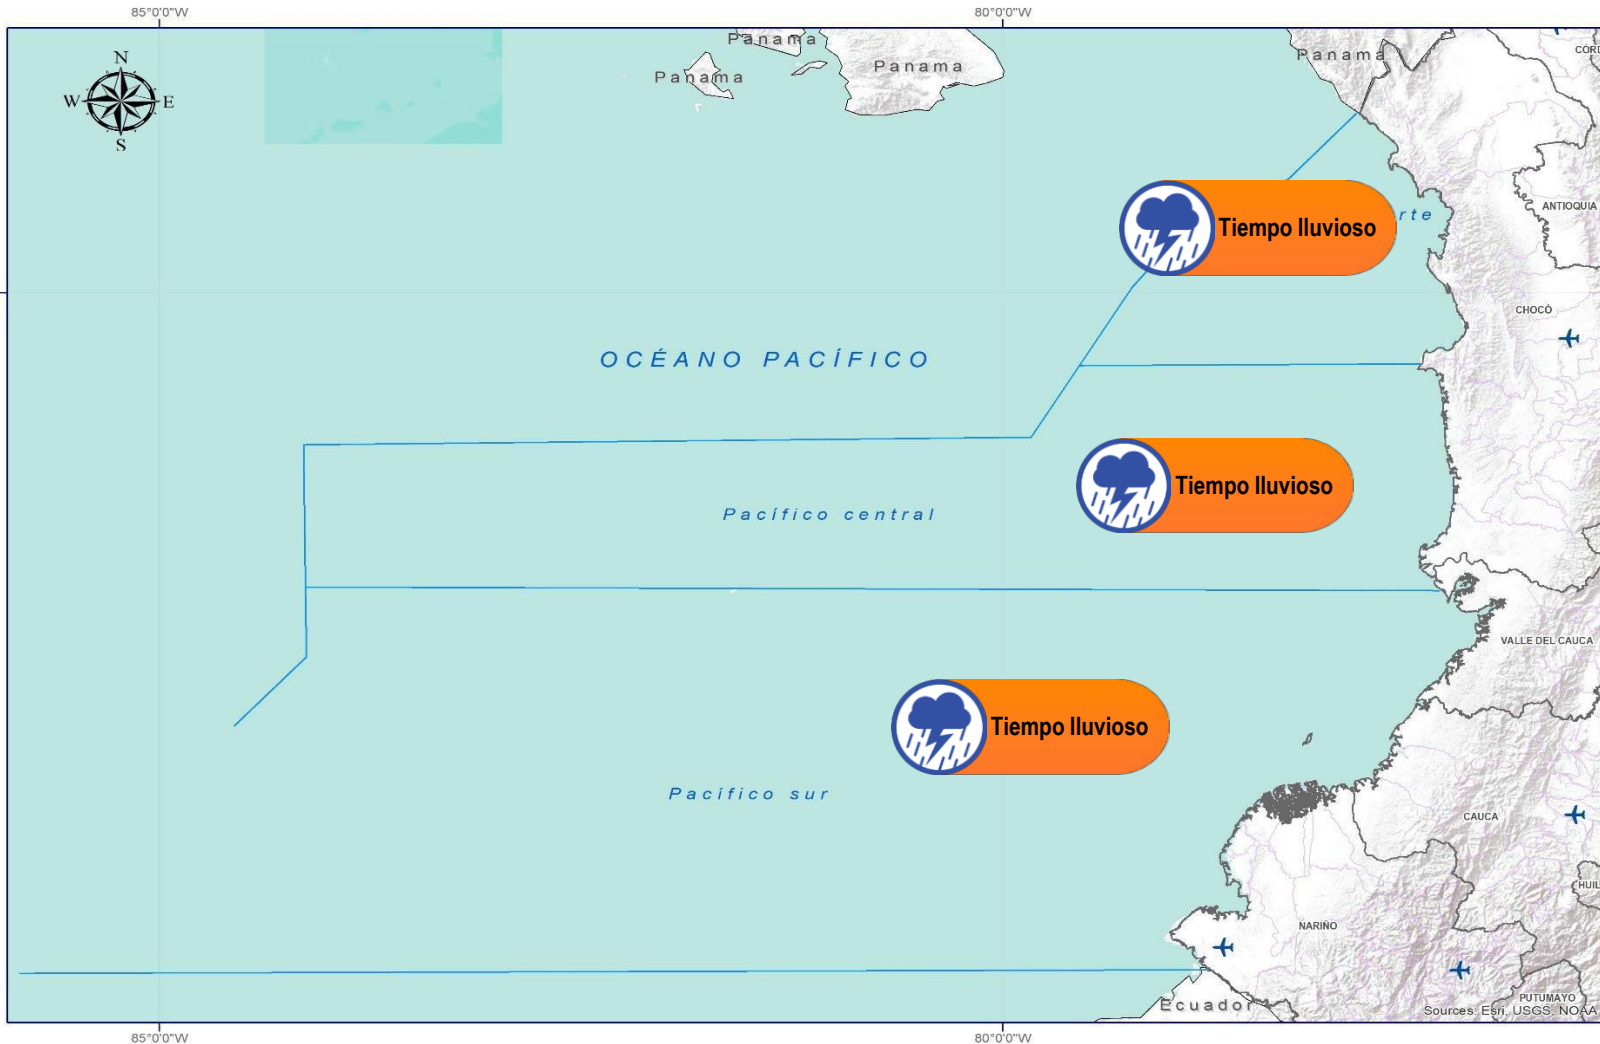 85°0'0"W
80°0'0"W
N
W
E
S
Panama
Panama
Panama
Panama
ANTIOQUIA
Tiempo lluvioso
rte
CHOCÓ
OCÉANO PACÍFICO
Tiempo lluvioso
Pacífico central
VALLE DEL CAUCA
Tiempo lluvioso
Pacífico sur
CAUCA
HUIL
NARIÑO
PUTUMAYO
Ecuador
Sources: Esri, USGS, NOAA
85°0'0"W
80°0'0"W